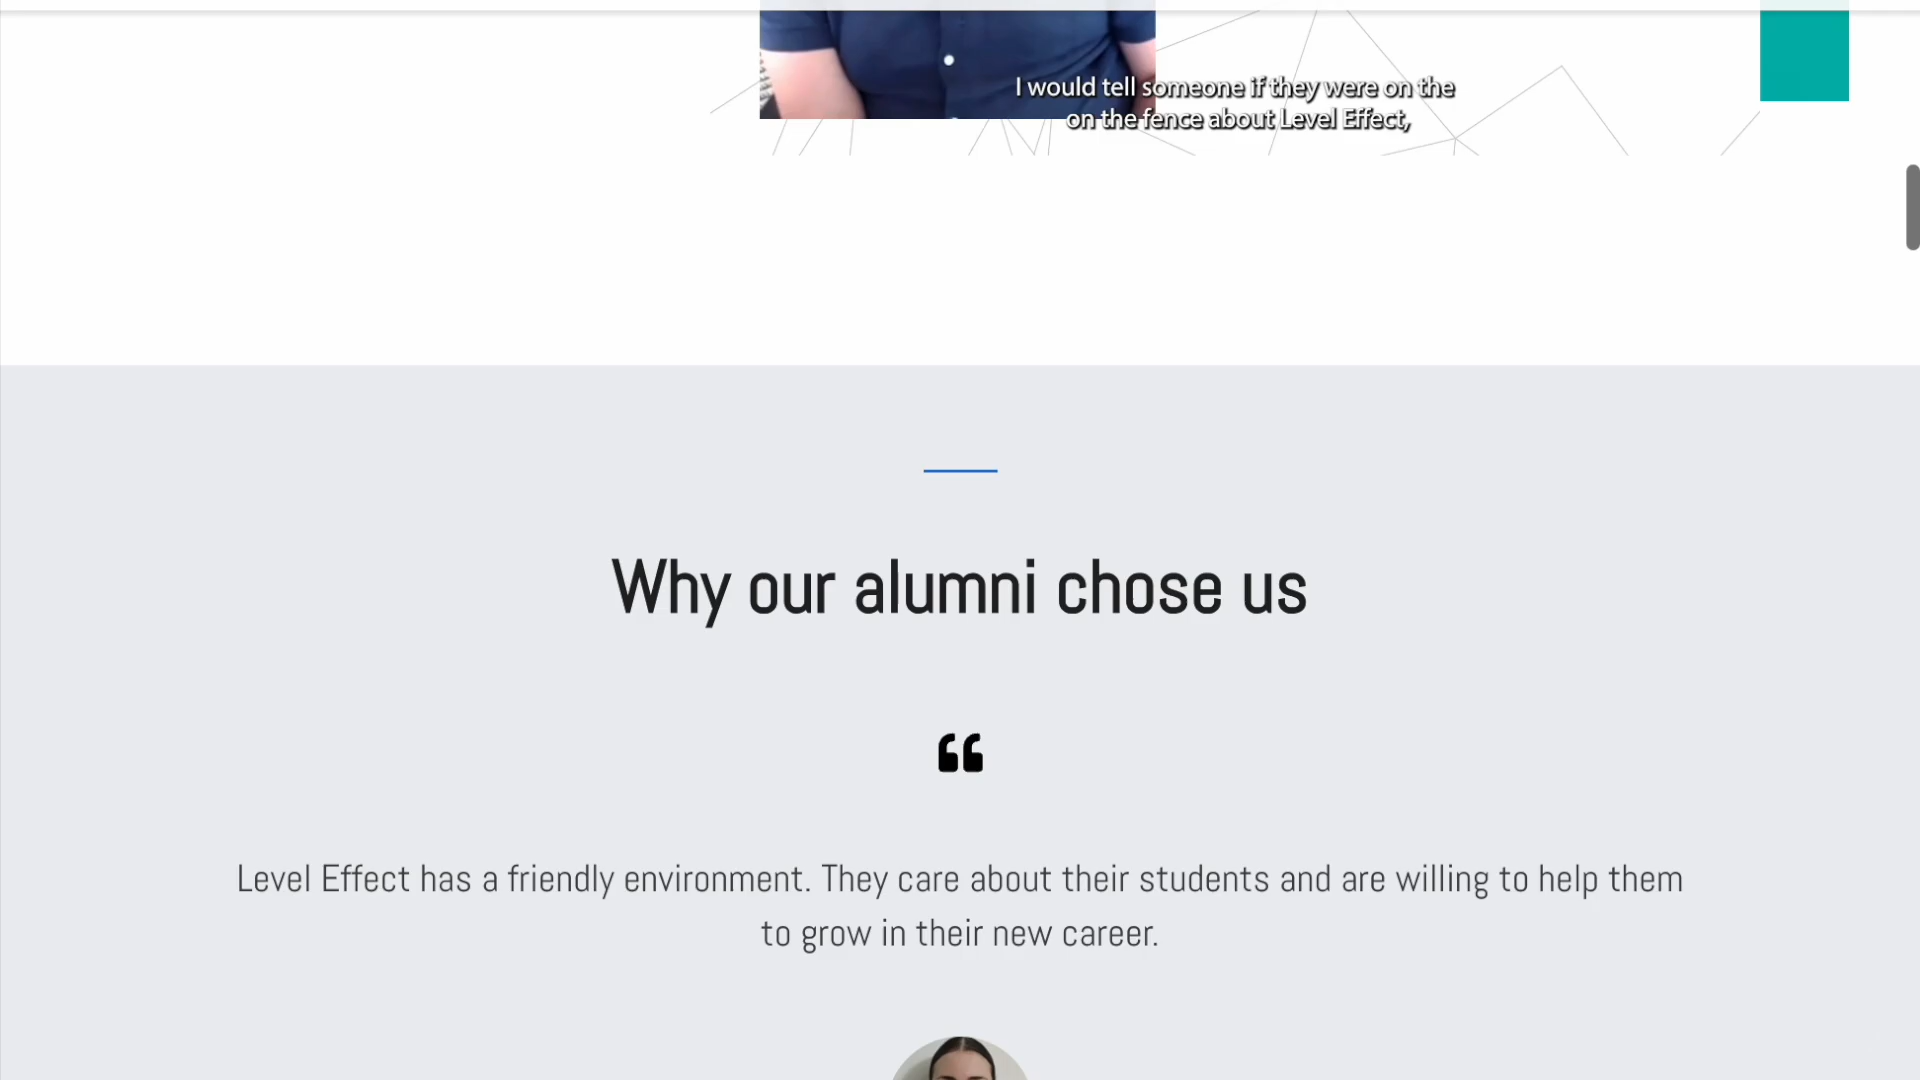 I would tell someone if they were on the
on the fence about Level Effect,
Why our alumni chose us
“
Level Effect has a friendly environment. They care about their students and are willing to help them
to grow in their new career.